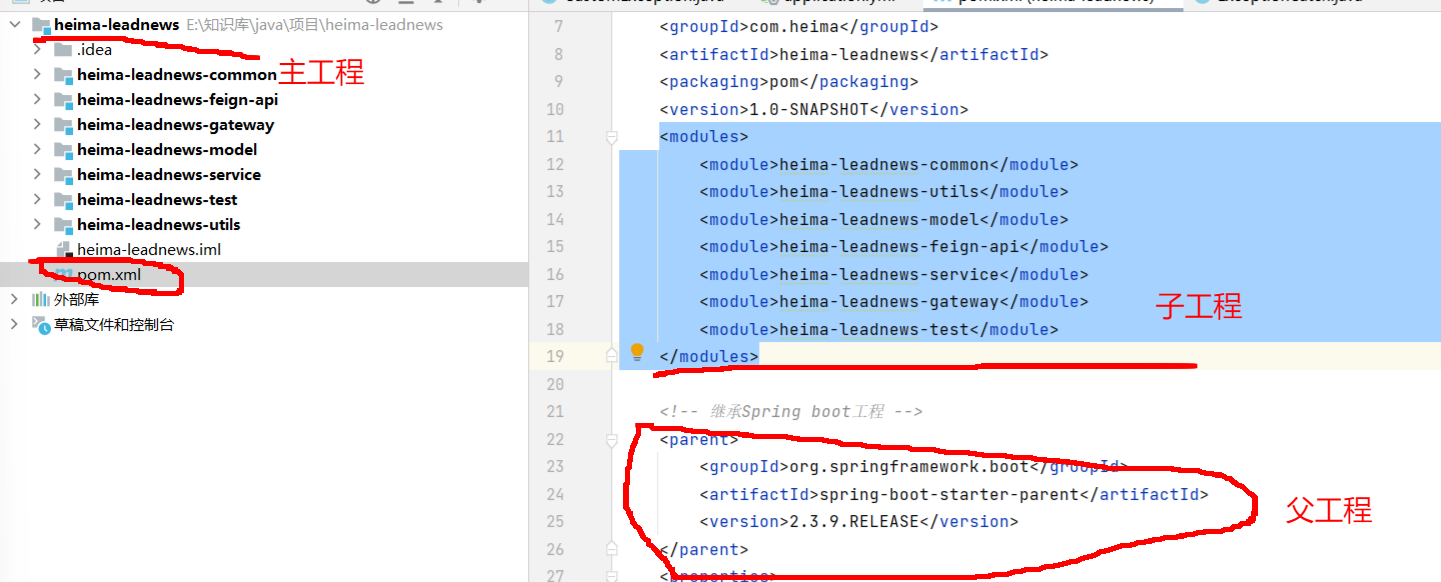 heima-leadnews E:\知识库\java\项目\heima-leadnews
.idea
heima-leadnews-common
主工程
heima-leadnews-feign-api
heima-leadnews-gateway
heima-leadnews-model
heima-leadnews-service
heima-leadnews-test
heima-leadnews-utils
heima-leadnews.iml
pom.xml
外部库
草稿文件和控制台
7 <groupId>com.heima</groupId>
8 <artifactId>heima-leadnews</artifactId>
9 <packaging>pom</packaging>
10 <version>1.0-SNAPSHOT</version>
11 <modules>
12 <module>heima-leadnews-common</module>
13 <module>heima-leadnews-utils</module>
14 <module>heima-leadnews-model</module>
15 <module>heima-leadnews-feign-api</module>
16 <module>heima-leadnews-service</module>
17 <module>heima-leadnews-gateway</module>
子工程
18 <module>heima-leadnews-test</module>
19 </modules>
20
21 <!-- 继承Spring boot工程 -->
22 <parent>
23 <groupId>org.springframework.boot</groupId>
24 <artifactId>spring-boot-starter-parent</artifactId>
父工程
25 <version>2.3.9.RELEASE</version>
26 </parent>
27 <properties>